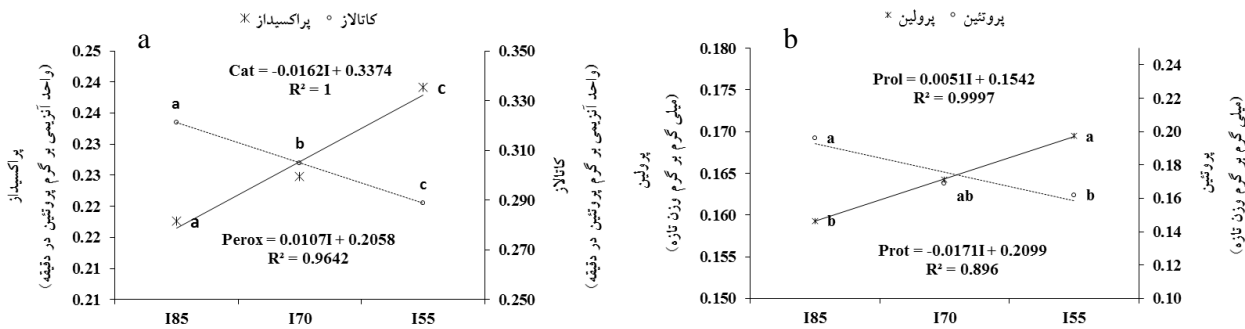 a
پراکسیداز
کاتالاز
پراکسیداز
(واحد آنزیمی بر گرم پروتئین در دقیقه)
0.25
0.24
0.24
0.23
0.23
0.22
0.22
0.21
0.21
Cat = -0.0162I + 0.3374
R² = 1
a
b
c
a
c
Perox = 0.0107I + 0.2058
R² = 0.9642
0.350
0.330
0.310
0.290
0.270
0.250
کاتالاز
(واحد آنزیمی بر گرم پروتئین در دقیقه)
I85
I70
I55
b
پرولین
پروتئین
پرولین
(میلی گرم بر گرم وزن تازه)
0.180
0.175
0.170
0.165
0.160
0.155
0.150
Prol = 0.0051I + 0.1542
R² = 0.9997
a
a
ab
b
b
Prot = -0.0171I + 0.2099
R² = 0.896
0.24
0.22
0.20
0.18
0.16
0.14
0.12
0.10
پروتئین
(میلی گرم بر گرم وزن تازه)
I85
I70
I55